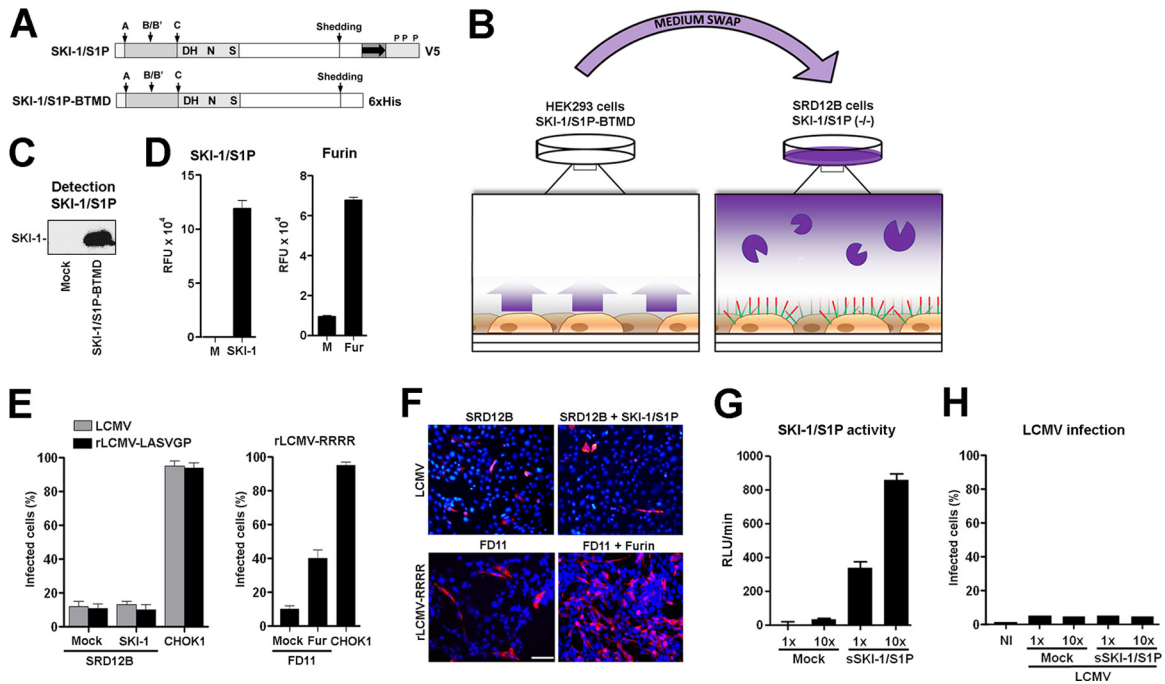 A
A B/B' C Shedding P P P
SKI-1/S1P DH N S V5
A B/B' C Shedding
SKI-1/S1P-BTMD DH N S 6xHis
B
MEDIUM SWAP
HEK293 cells
SKI-1/S1P-BTMD
SRD12B cells
SKI-1/S1P (-/-)
C
Detection
SKI-1/S1P
SKI-1-
Mock
SKI-1/S1P-BTMD
D
SKI-1/S1P
RFU x 10⁴
15
10
5
0
M SKI-1
Furin
RFU x 10⁴
8
6
4
2
0
M Fur
E
LCMV
rLCMV-LASVGP
Infected cells (%)
100
80
60
40
20
0
Mock SKI-1 CHOK1
SRD12B
rLCMV-RRRR
Infected cells (%)
100
80
60
40
20
0
Mock Fur CHOK1
FD11
F
SRD12B SRD12B + SKI-1/S1P
LCMV
FD11 FD11 + Furin
rLCMV-RRRR
G
SKI-1/S1P activity
RLU/min
1000
800
600
400
200
0
1x 10x 1x 10x
Mock sSKI-1/S1P
H
LCMV infection
Infected cells (%)
100
80
60
40
20
0
NI 1x 10x 1x 10x
Mock sSKI-1/S1P
LCMV